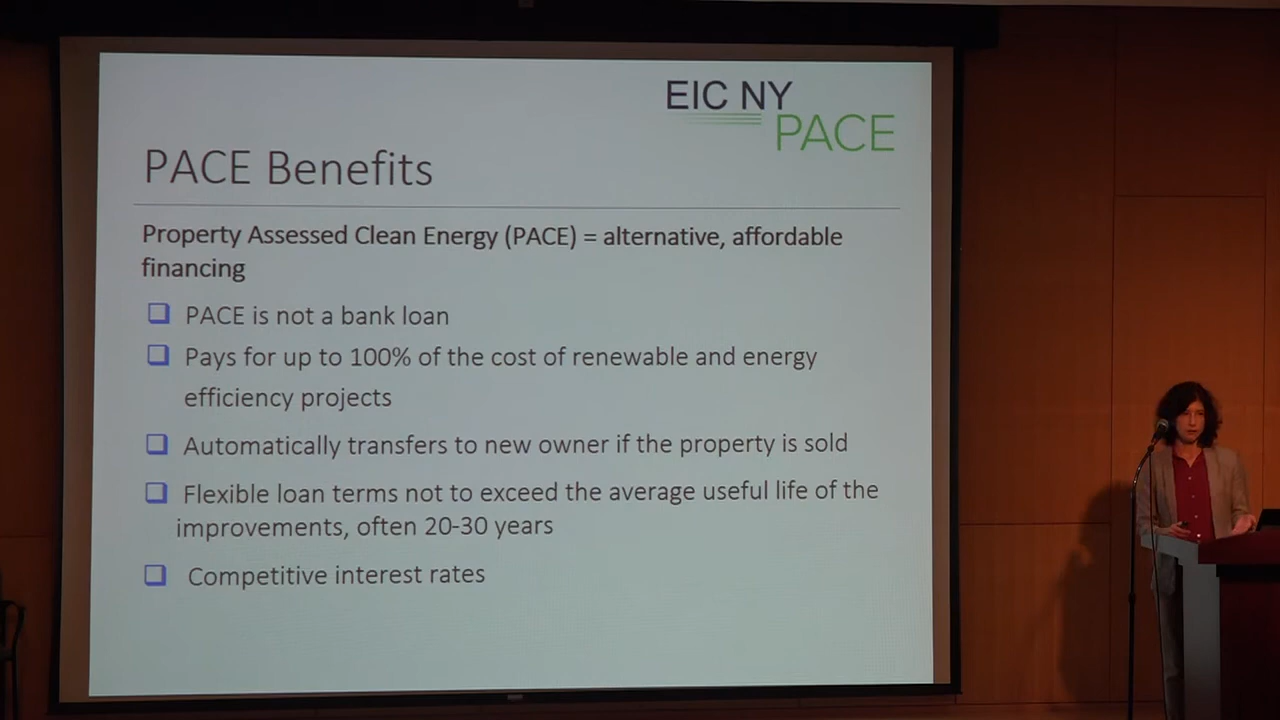 EIC NY
PACE
PACE Benefits
Property Assessed Clean Energy (PACE) = alternative, affordable
financing
PACE is not a bank loan
Pays for up to 100% of the cost of renewable and energy
efficiency projects
Automatically transfers to new owner if the property is sold
Flexible loan terms not to exceed the average useful life of the
improvements, often 20-30 years
Competitive interest rates